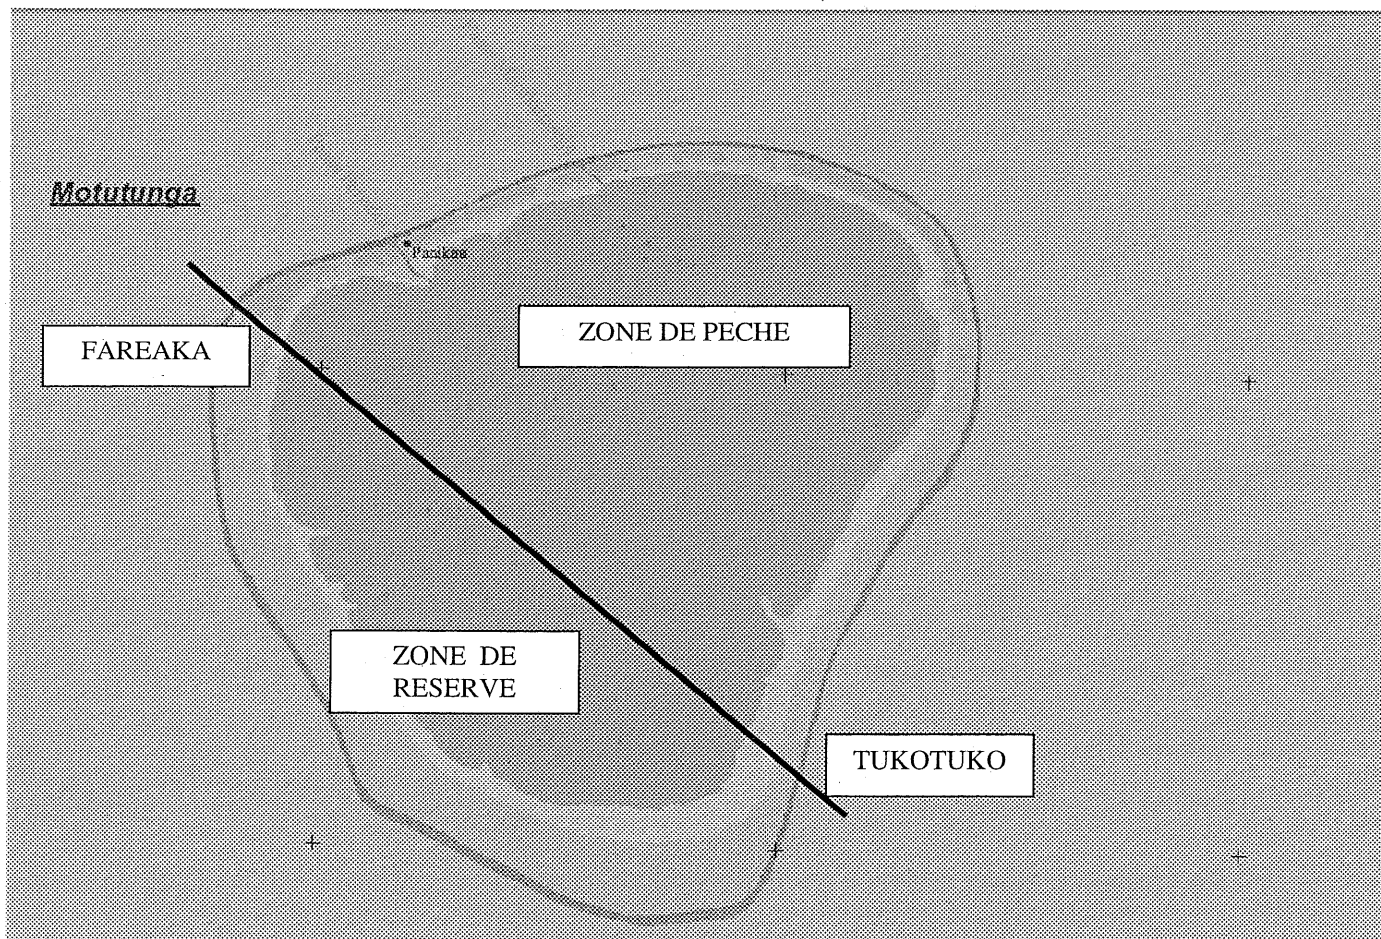 Motutunga
FAREAKA
ZONE DE PECHE
ZONE DE
RESERVE
TUKOTUKO